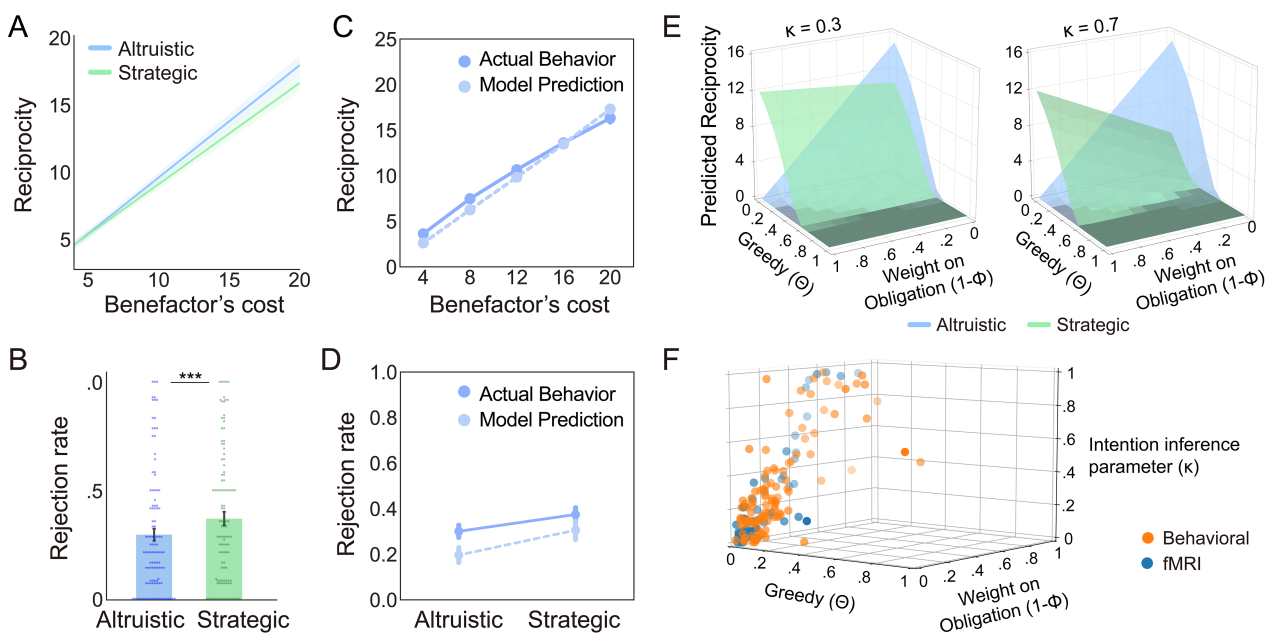 A
20
15
10
5
Reciprocity
Altruistic
Strategic
5
10
15
20
Benefactor’s cost
C
25
20
15
10
5
0
Reciprocity
Actual Behavior
Model Prediction
4
8
12
16
20
Benefactor’s cost
E
κ = 0.3
16
12
8
4
0
Preidicted Reciprocity
0
.2
.4
.6
.8
1
Greedy (Θ)
1
.8
.6
.4
.2
0
Weight on
Obligation (1-Φ)
κ = 0.7
16
12
8
4
0
0
.2
.4
.6
.8
1
Greedy (Θ)
1
.8
.6
.4
.2
0
Weight on
Obligation (1-Φ)
Altruistic
Strategic
B
.0
.5
0
Rejection rate
***
Altruistic
Strategic
D
1.0
0.8
0.6
0.4
0.2
0.0
Rejection rate
Actual Behavior
Model Prediction
Altruistic
Strategic
F
1
.8
.6
.4
.2
0
Intention inference
parameter (κ)
0
.2
.4
.6
.8
1
Greedy (Θ)
0
.2
.4
.6
.8
1
Weight on
Obligation (1-Φ)
Behavioral
fMRI